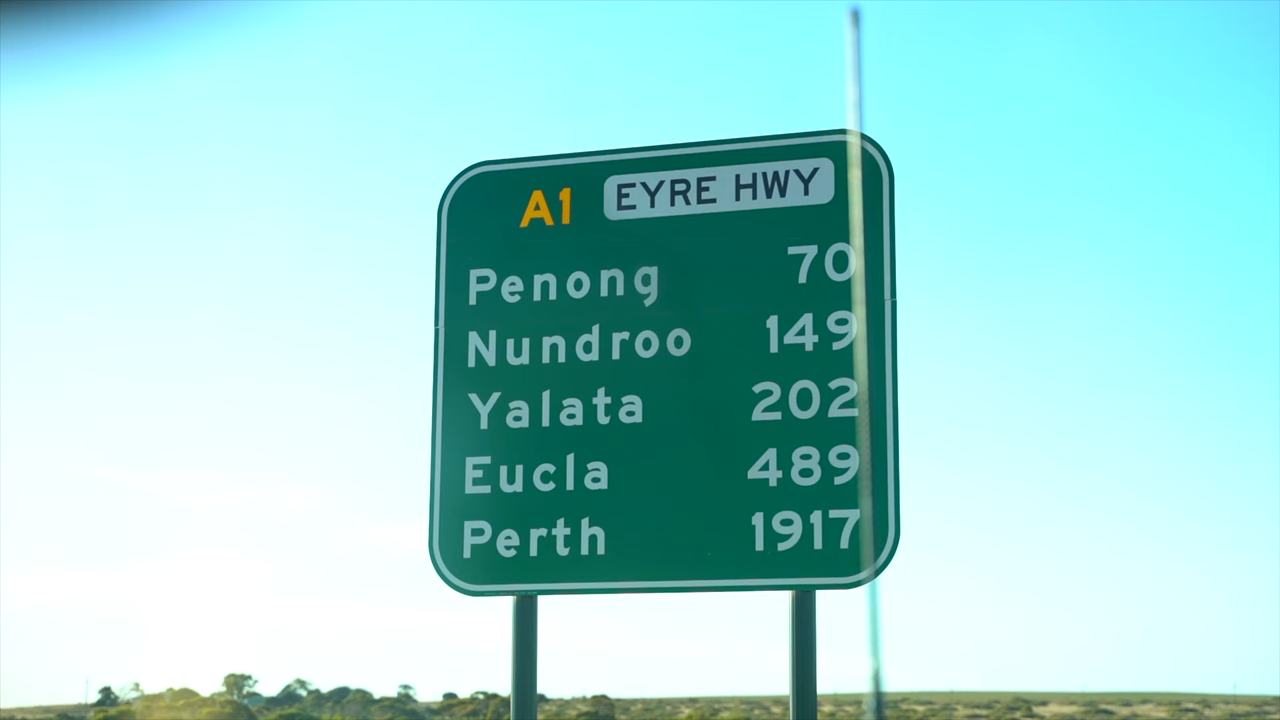 A1 EYRE HWY
Penong 70
Nundroo 149
Yalata 202
Eucla 489
Perth 1917